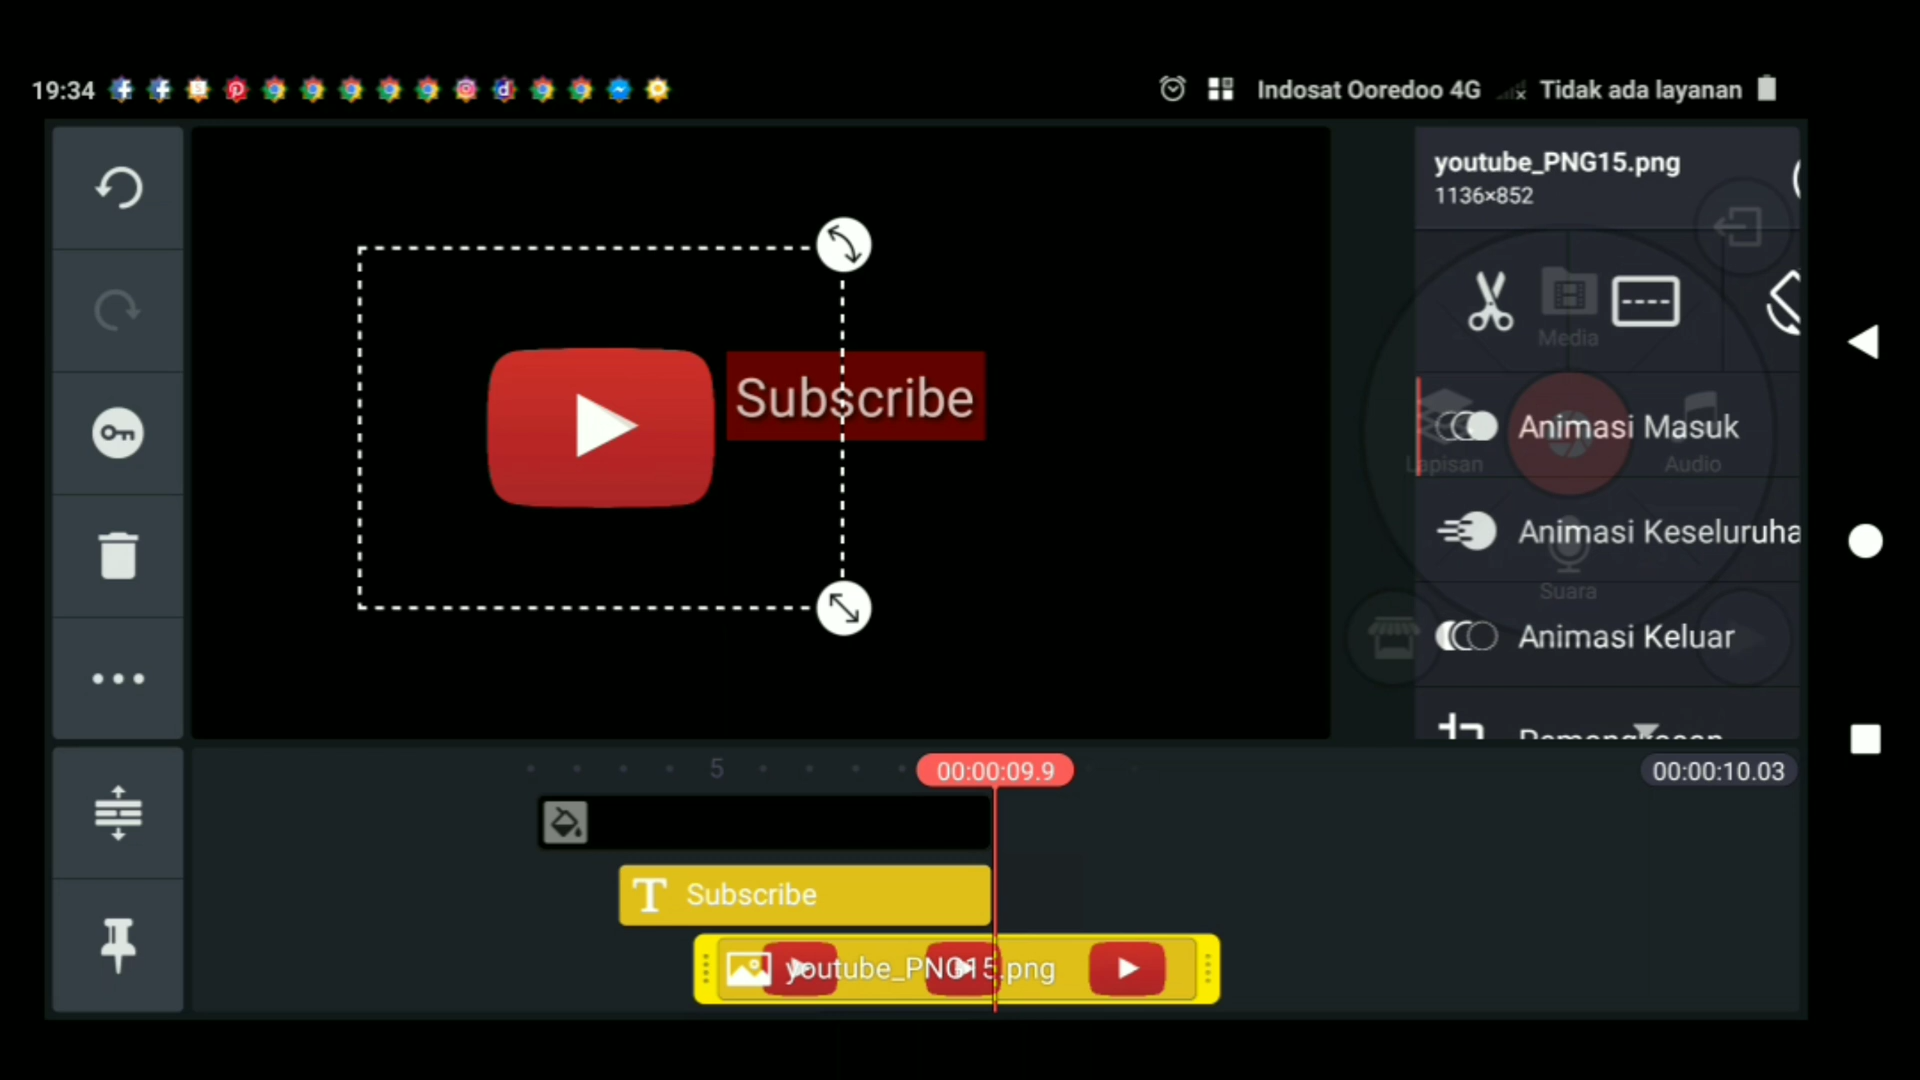 19:34
Indosat Ooredoo 4G
Tidak ada layanan
youtube_PNG15.png
1136×852
Media
Animasi Masuk
Lapisan
Audio
Animasi Keseluruha
Suara
Animasi Keluar
Subscribe
5
00:00:09.9
00:00:10.03
T Subscribe
youtube_PNG15.png